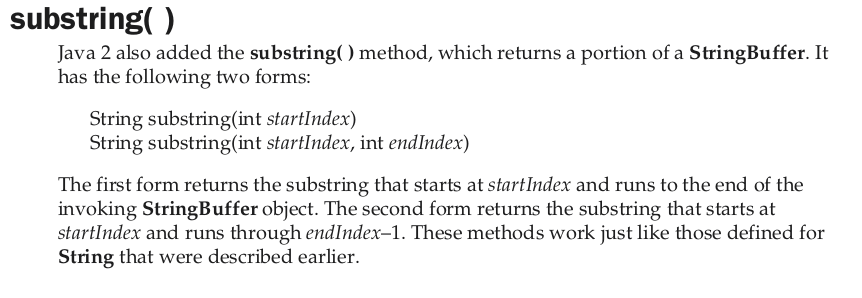 substring( )
Java 2 also added the substring( ) method, which returns a portion of a StringBuffer. It
has the following two forms:
String substring(int startIndex)
String substring(int startIndex, int endIndex)
The first form returns the substring that starts at startIndex and runs to the end of the
invoking StringBuffer object. The second form returns the substring that starts at
startIndex and runs through endIndex–1. These methods work just like those defined for
String that were described earlier.